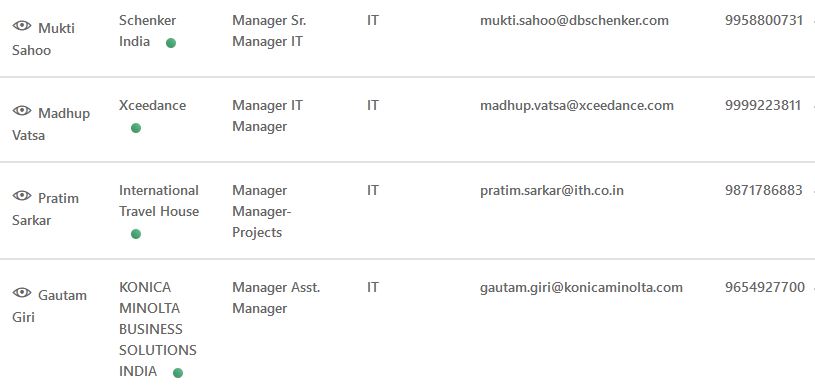 Mukti Sahoo
Schenker India
Manager Sr. Manager IT
IT
mukti.sahoo@dbschenker.com
9958800731
Madhup Vatsa
Xceedance
Manager IT Manager
IT
madhup.vatsa@xceedance.com
9999223811
Pratim Sarkar
International Travel House
Manager Manager-Projects
IT
pratim.sarkar@ith.co.in
9871786883
Gautam Giri
KONICA MINOLTA BUSINESS SOLUTIONS INDIA
Manager Asst. Manager
IT
gautam.giri@konicaminolta.com
9654927700